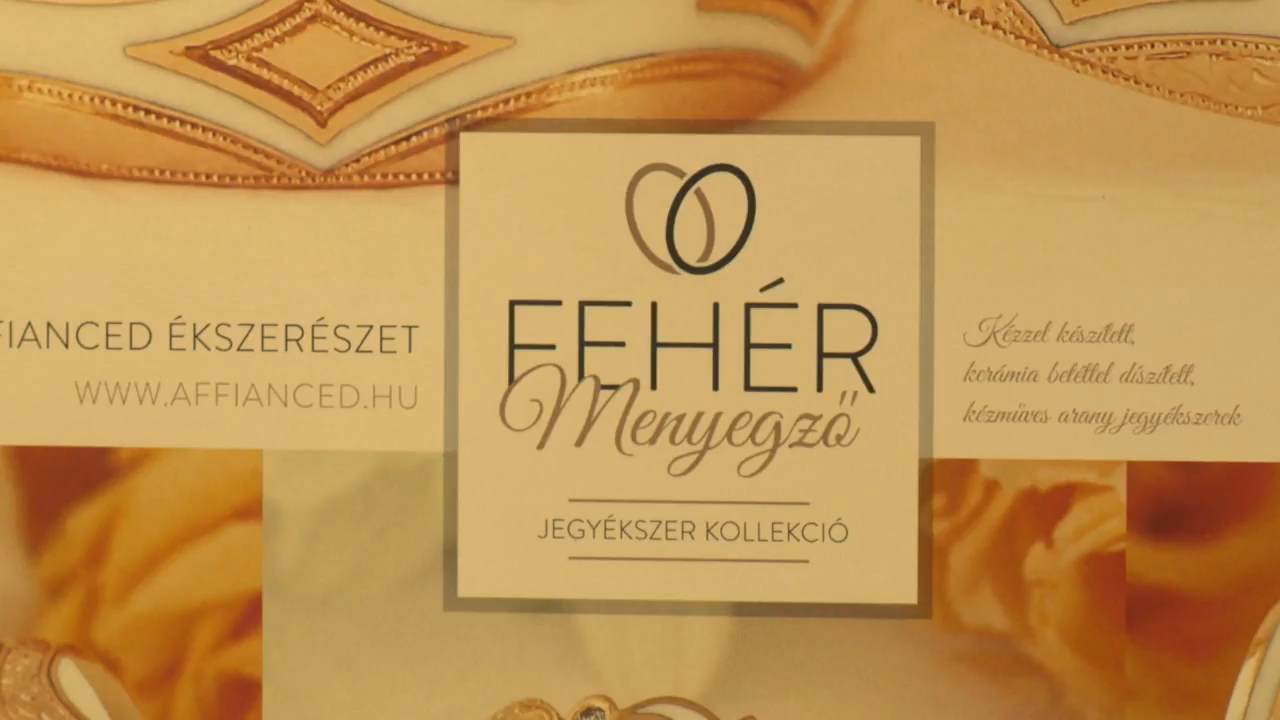 FIANCED ÉKSZERÉSZET
WWW.AFFIANCED.HU
FEHÉR
Menyegző
JEGYÉKSZER KOLLEKCIÓ
Kézzel készített,
kerámia betéttel díszített,
kézműves arany jegyékszerek